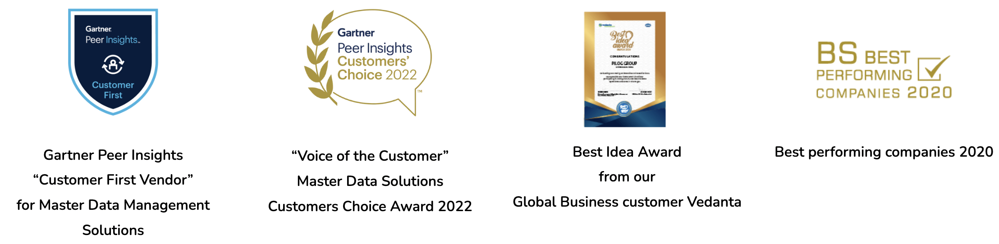 Gartner
Peer Insights™
Customer
First
Gartner Peer Insights
“Customer First Vendor”
for Master Data Management
Solutions
Gartner
Peer Insights
Customers’
Choice 2022
™
“Voice of the Customer”
Master Data Solutions
Customers Choice Award 2022
Best
idea
award
CONGRATULATIONS
PILOG GROUP
Best Idea Award
from our
Global Business customer Vedanta
BS BEST
PERFORMING
COMPANIES 2020
Best performing companies 2020